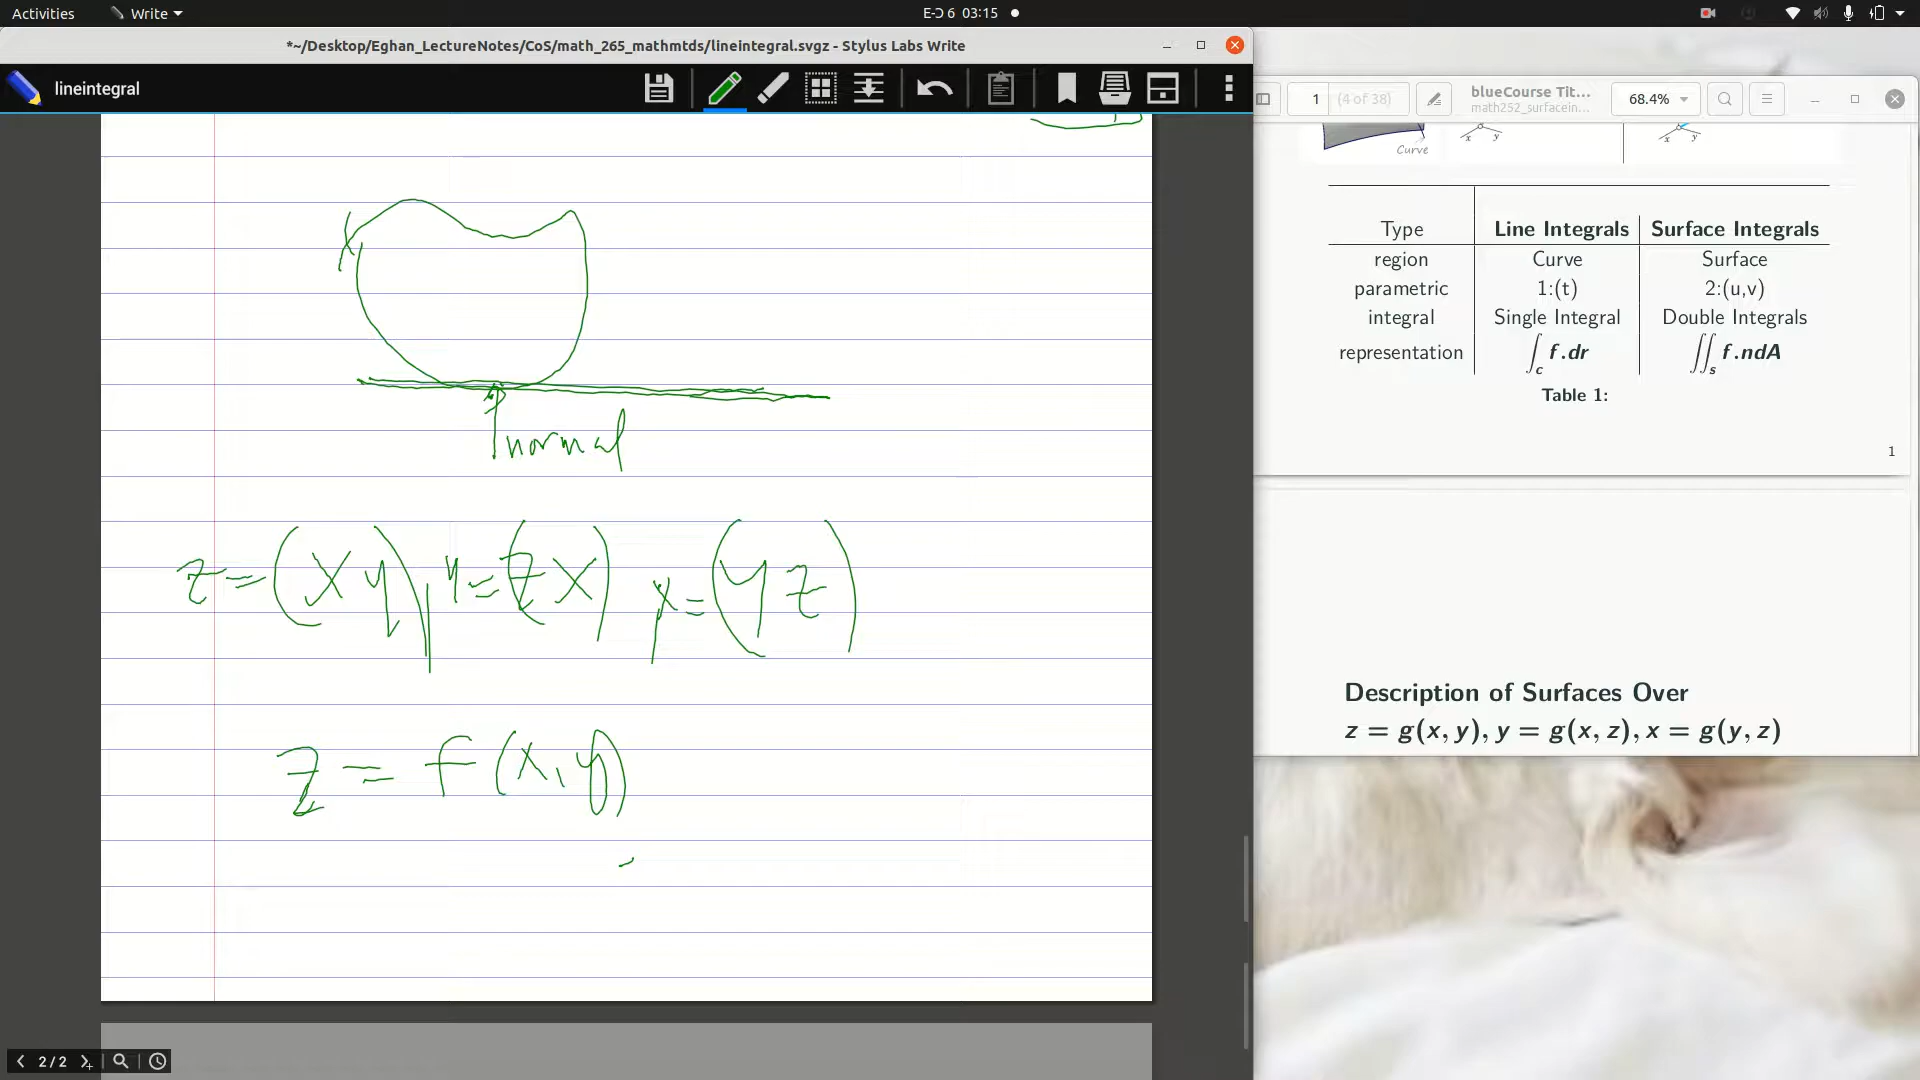 Activities Write E-Ɔ 6 03:15
*~/Desktop/Eghan_LectureNotes/CoS/math_265_mathmtds/lineintegral.svgz - Stylus Labs Write
lineintegral
normal
z = (x y), y = (z x) x = (y z)
z = f(x, y)
2 / 2
1 (4 of 38) blueCourse Tit... 68.4%
math252_surfacein...
Curve x y x y
Type Line Integrals Surface Integrals
region Curve Surface
parametric 1:(t) 2:(u,v)
integral Single Integral Double Integrals
representation ∫c f.dr ∬s f.ndA
Table 1:
1
Description of Surfaces Over
z = g(x, y), y = g(x, z), x = g(y, z)